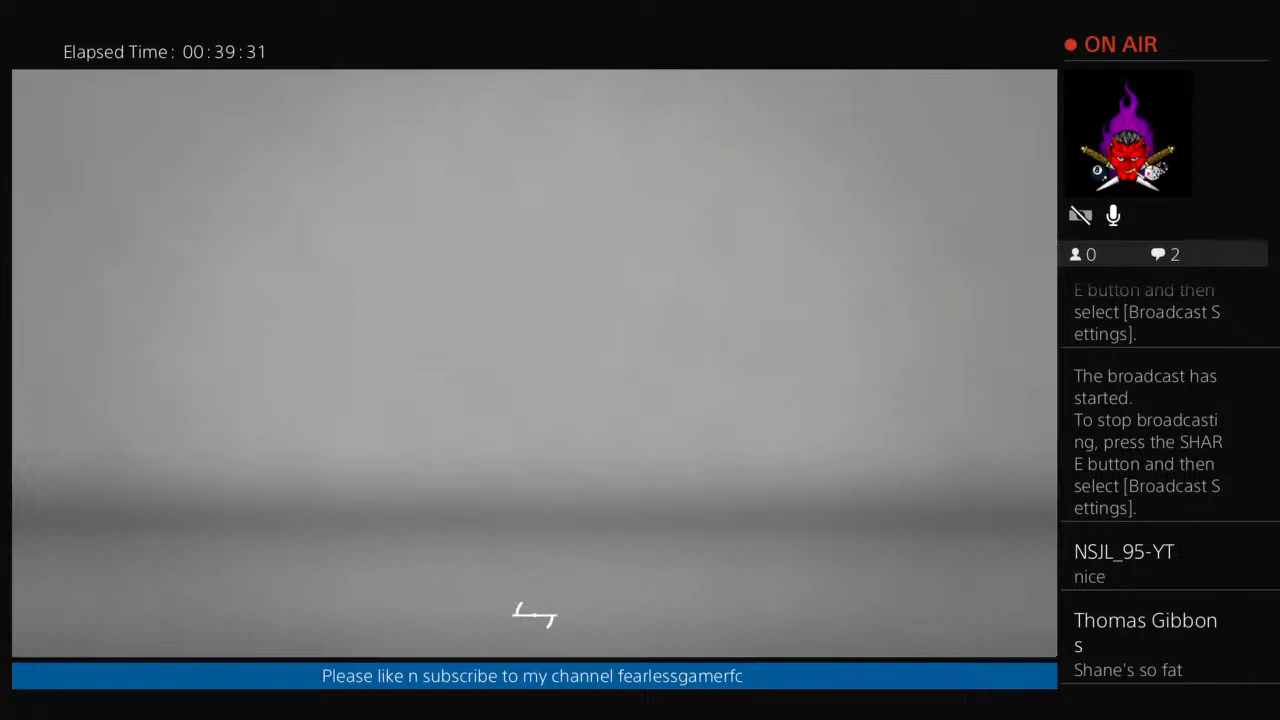 Elapsed Time: 00:39:31
ON AIR
0 2
E button and then
select [Broadcast S
ettings].
The broadcast has
started.
To stop broadcasti
ng, press the SHAR
E button and then
select [Broadcast S
ettings].
NSJL_95-YT
nice
Thomas Gibbon
s
Shane's so fat
Please like n subscribe to my channel fearlessgamerfc